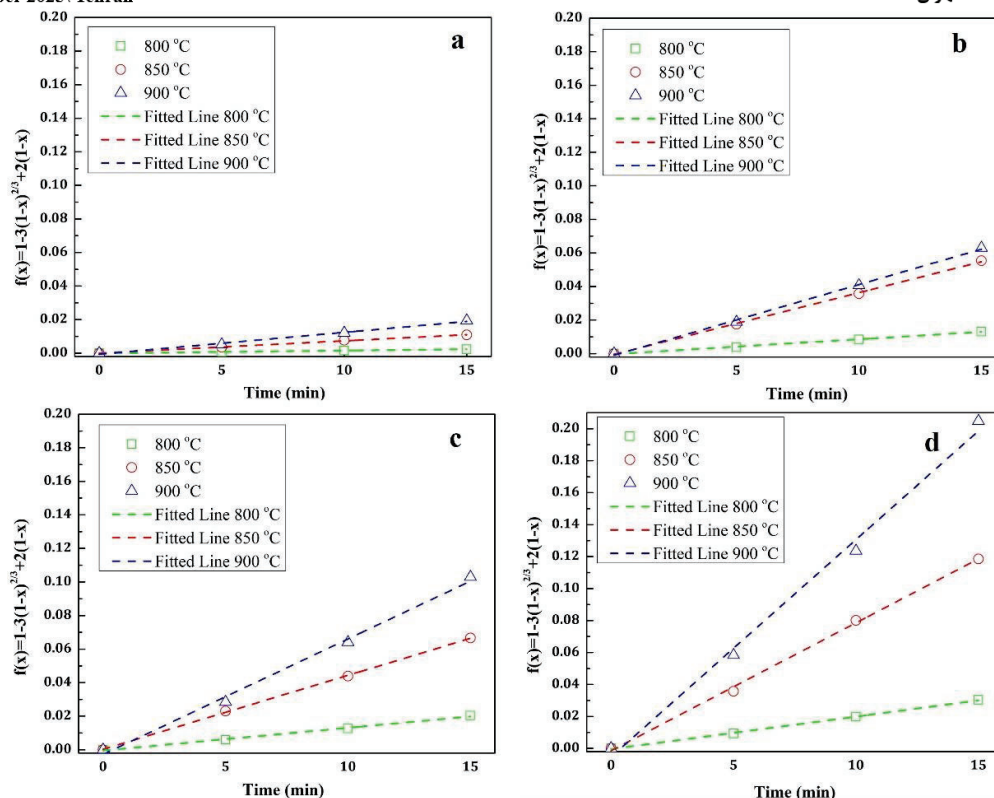 2023\ Tehran
a
0.20
0.18
0.16
0.14
0.12
0.10
0.08
0.06
0.04
0.02
0.00
f(x)=1-3(1-x)^{2/3}+2(1-x)
800 °C
850 °C
900 °C
Fitted Line 800 °C
Fitted Line 850 °C
Fitted Line 900 °C
0 5 10 15
Time (min)
b
0.20
0.18
0.16
0.14
0.12
0.10
0.08
0.06
0.04
0.02
0.00
f(x)=1-3(1-x)^{2/3}+2(1-x)
800 °C
850 °C
900 °C
Fitted Line 800 °C
Fitted Line 850 °C
Fitted Line 900 °C
0 5 10 15
Time (min)
c
0.20
0.18
0.16
0.14
0.12
0.10
0.08
0.06
0.04
0.02
0.00
f(x)=1-3(1-x)^{2/3}+2(1-x)
800 °C
850 °C
900 °C
Fitted Line 800 °C
Fitted Line 850 °C
Fitted Line 900 °C
0 5 10 15
Time (min)
d
0.20
0.18
0.16
0.14
0.12
0.10
0.08
0.06
0.04
0.02
0.00
f(x)=1-3(1-x)^{2/3}+2(1-x)
800 °C
850 °C
900 °C
Fitted Line 800 °C
Fitted Line 850 °C
Fitted Line 900 °C
0 5 10 15
Time (min)